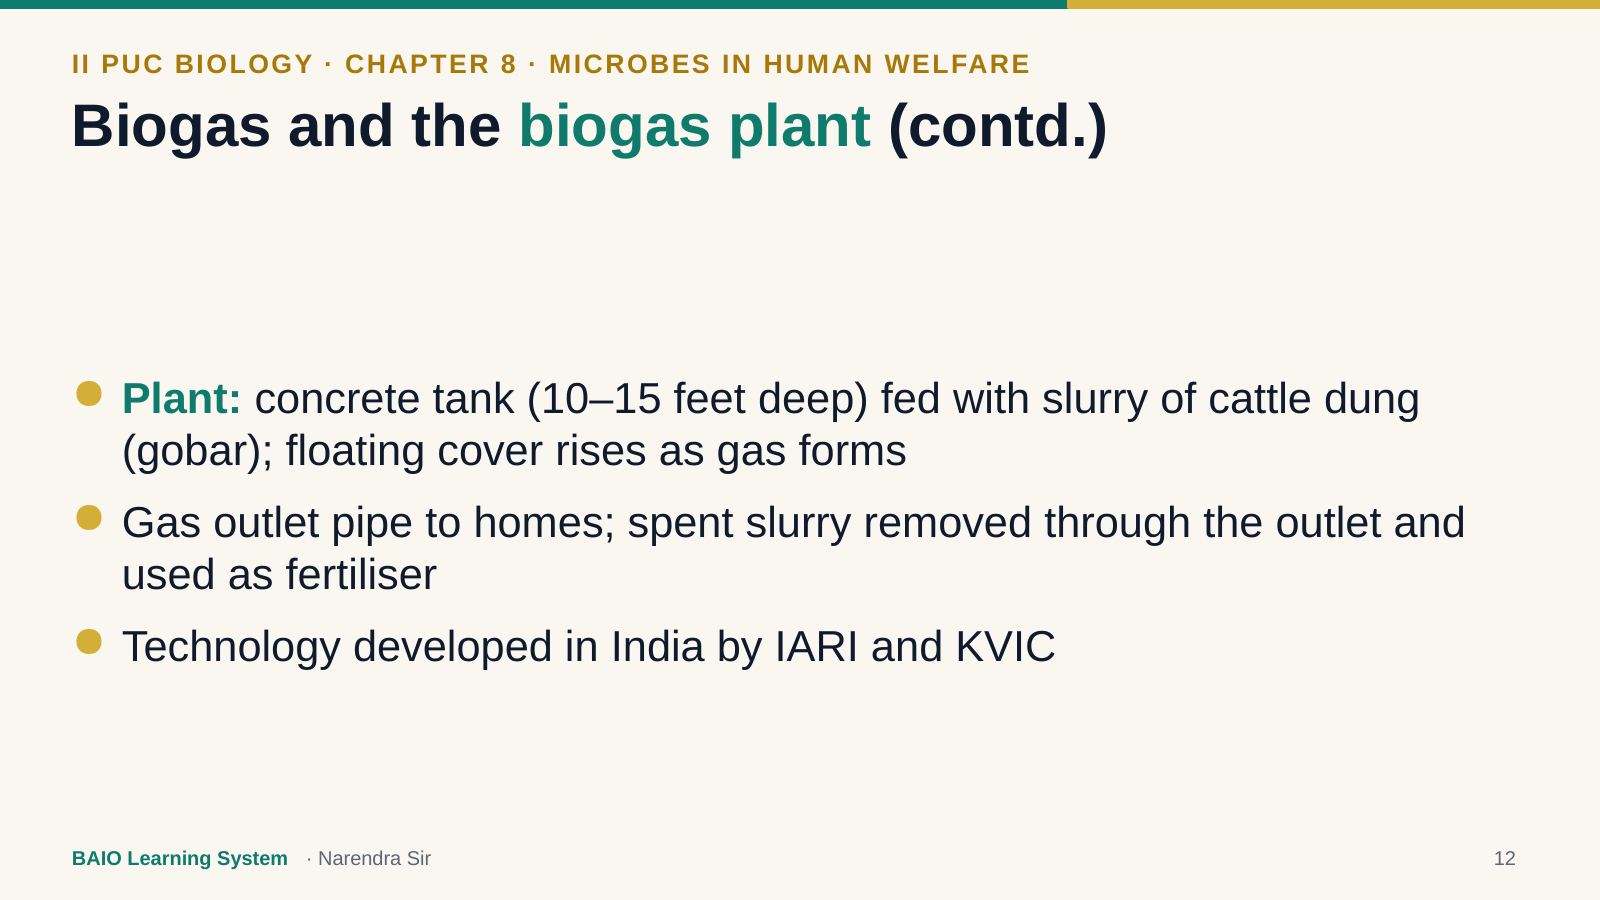 II PUC BIOLOGY · CHAPTER 8 · MICROBES IN HUMAN WELFARE
Biogas and the biogas plant (contd.)
● Plant: concrete tank (10–15 feet deep) fed with slurry of cattle dung
(gobar); floating cover rises as gas forms
● Gas outlet pipe to homes; spent slurry removed through the outlet and
used as fertiliser
● Technology developed in India by IARI and KVIC
BAIO Learning System · Narendra Sir
12